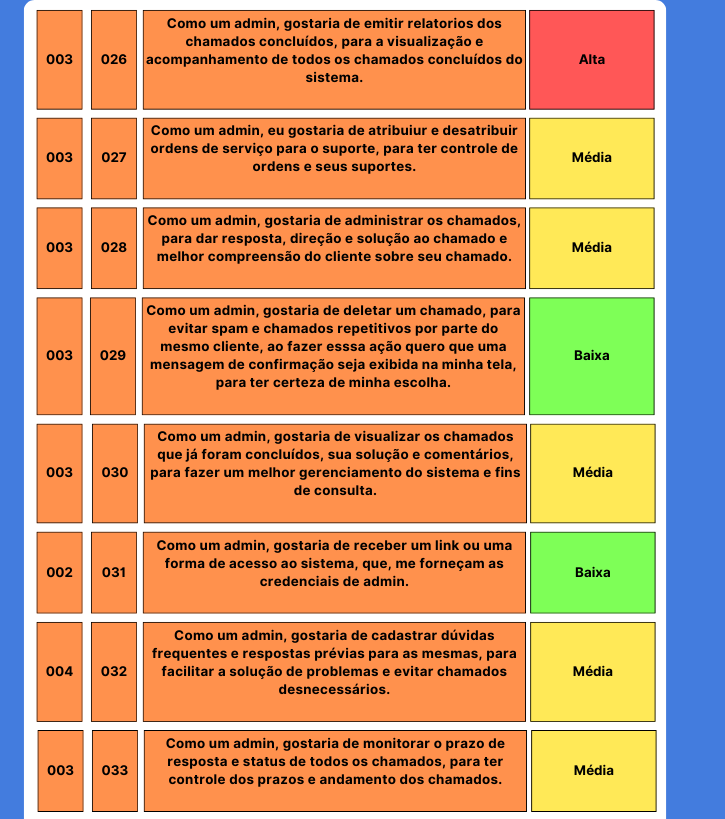 003
026
Como um admin, gostaria de emitir relatorios dos
chamados concluídos, para a visualização e
acompanhamento de todos os chamados concluídos do
sistema.
Alta
003
027
Como um admin, eu gostaria de atribuiur e desatribuir
ordens de serviço para o suporte, para ter controle de
ordens e seus suportes.
Média
003
028
Como um admin, gostaria de administrar os chamados,
para dar resposta, direção e solução ao chamado e
melhor compreensão do cliente sobre seu chamado.
Média
003
029
Como um admin, gostaria de deletar um chamado, para
evitar spam e chamados repetitivos por parte do
mesmo cliente, ao fazer esssa ação quero que uma
mensagem de confirmação seja exibida na minha tela,
para ter certeza de minha escolha.
Baixa
003
030
Como um admin, gostaria de visualizar os chamados
que já foram concluídos, sua solução e comentários,
para fazer um melhor gerenciamento do sistema e fins
de consulta.
Média
002
031
Como um admin, gostaria de receber um link ou uma
forma de acesso ao sistema, que, me forneçam as
credenciais de admin.
Baixa
004
032
Como um admin, gostaria de cadastrar dúvidas
frequentes e respostas prévias para as mesmas, para
facilitar a solução de problemas e evitar chamados
desnecessários.
Média
003
033
Como um admin, gostaria de monitorar o prazo de
resposta e status de todos os chamados, para ter
controle dos prazos e andamento dos chamados.
Média